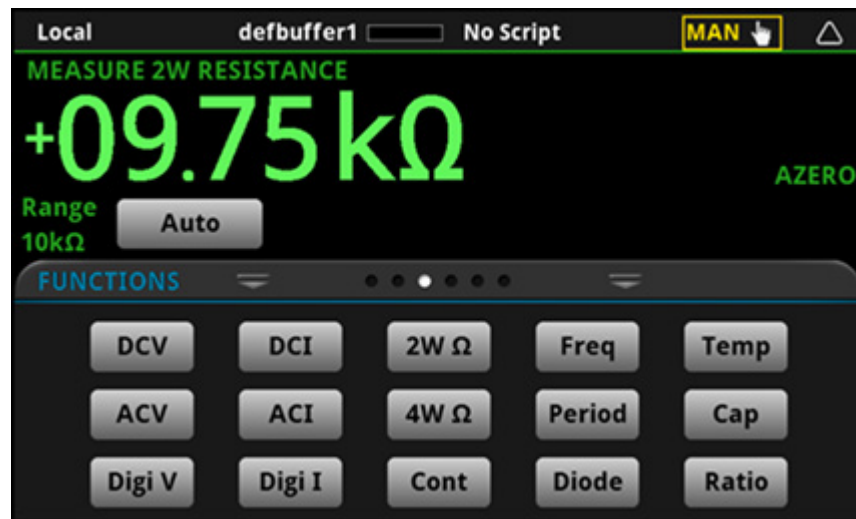 Local defbuffer1 No Script MAN
MEASURE 2W RESISTANCE
+09.75 kΩ
AZERO
Range Auto
10kΩ
FUNCTIONS
DCV DCI 2W Ω Freq Temp
ACV ACI 4W Ω Period Cap
Digi V Digi I Cont Diode Ratio